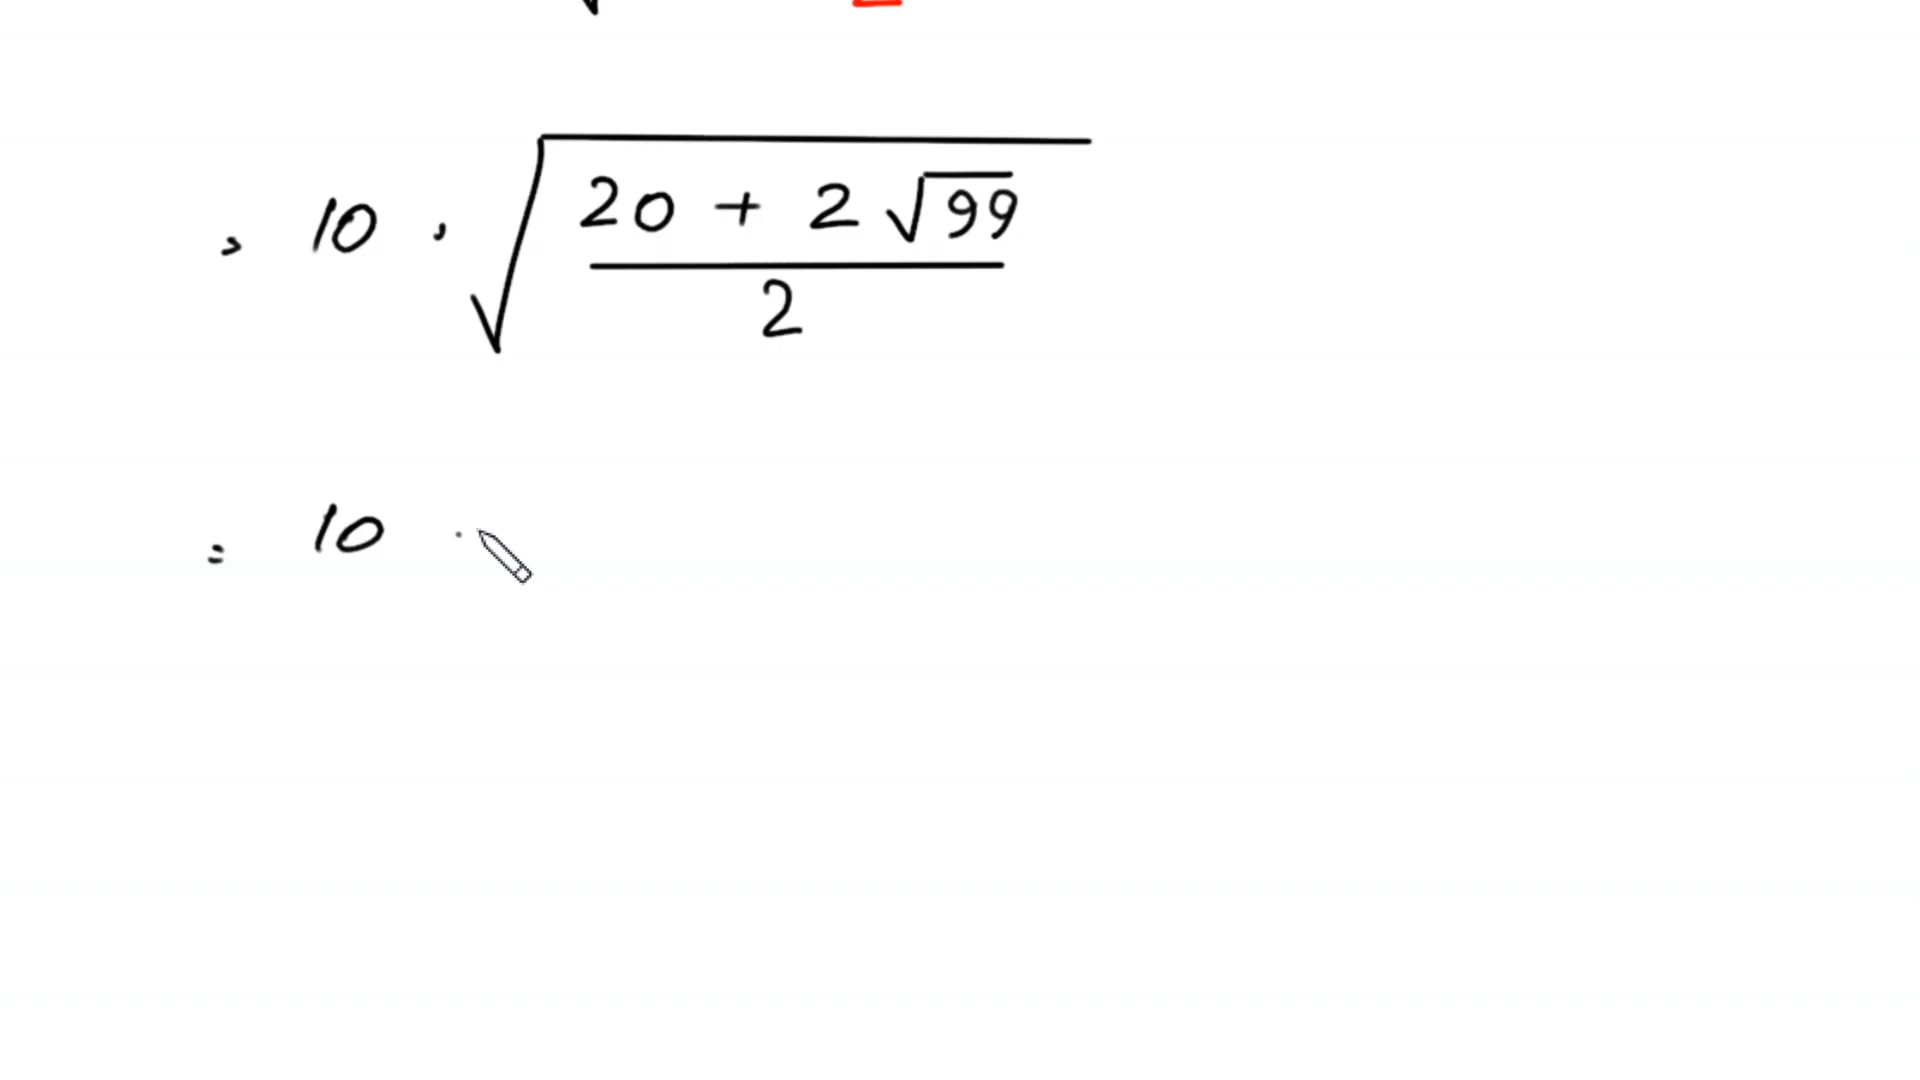 = 10 · √((20 + 2√99)/2)
= 10 ·